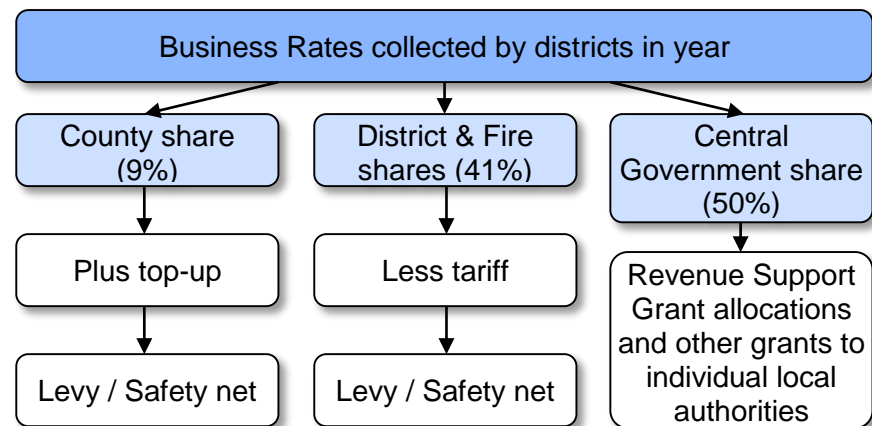 Business Rates collected by districts in year
County share
(9%)
District & Fire
shares (41%)
Central
Government share
(50%)
Plus top-up
Less tariff
Revenue Support
Grant allocations
and other grants to
individual local
authorities
Levy / Safety net
Levy / Safety net